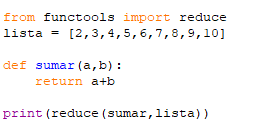 from functools import reduce
lista = [2,3,4,5,6,7,8,9,10]
def sumar(a,b):
return a+b
print(reduce(sumar,lista))